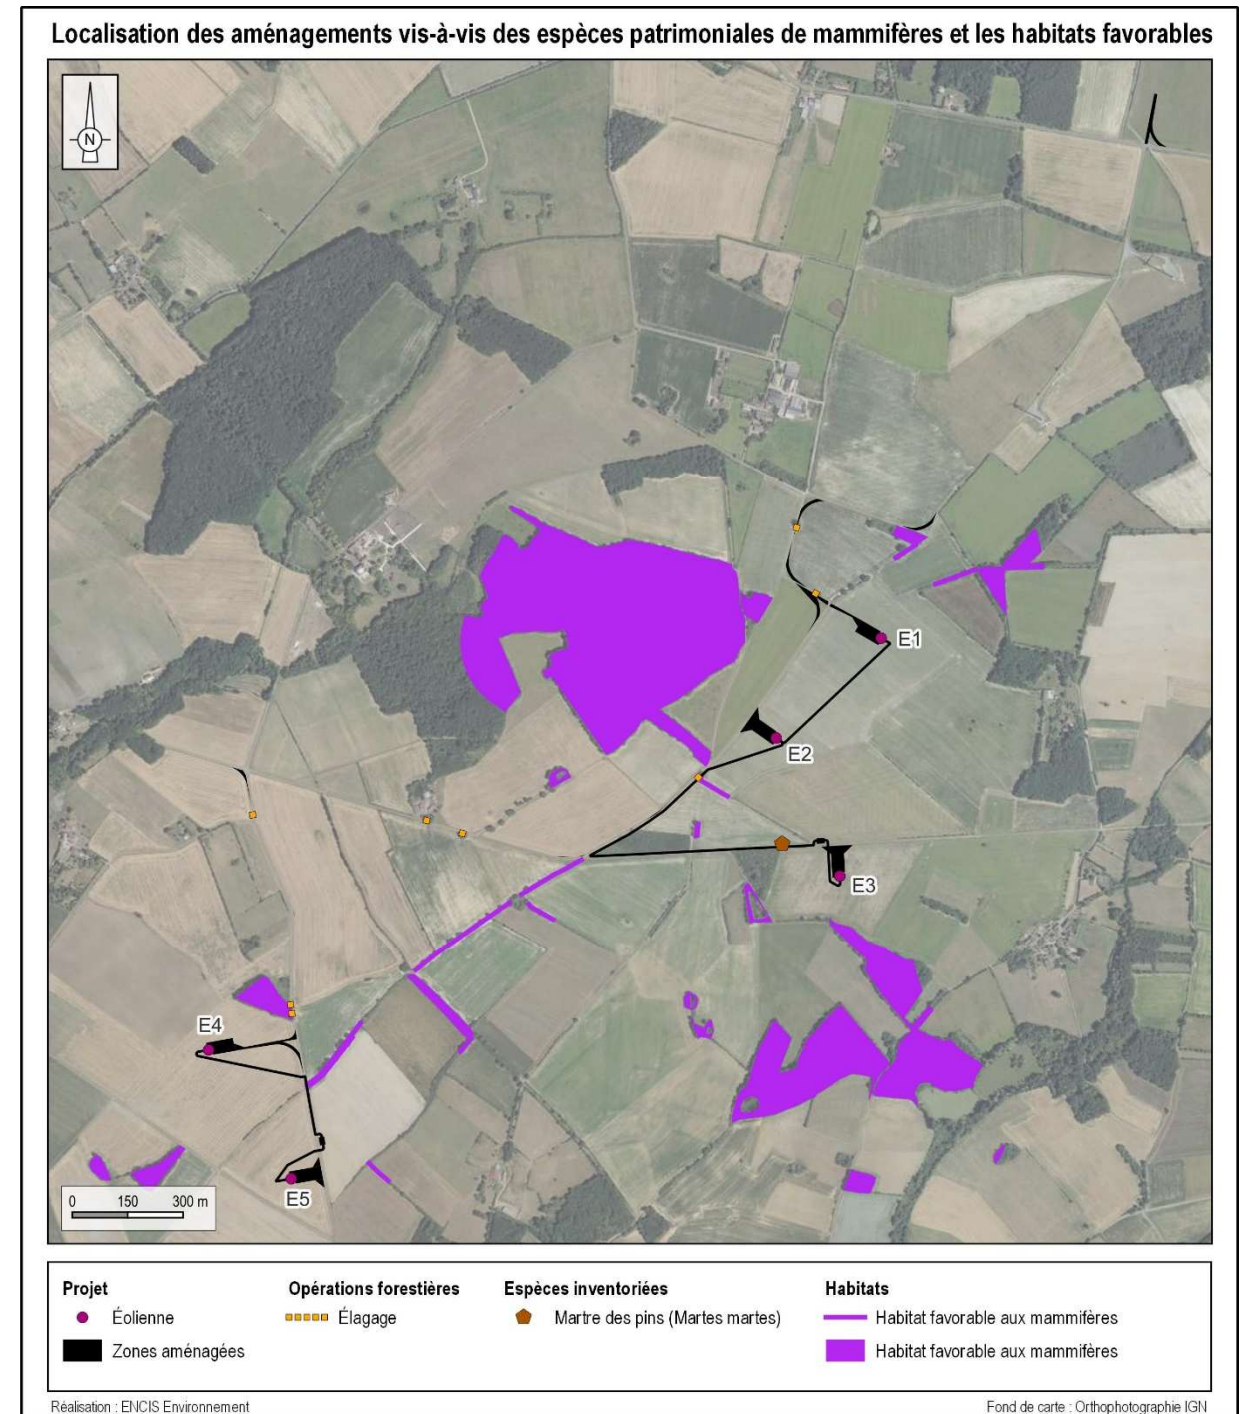 Localisation des aménagements vis-à-vis des espèces patrimoniales de mammifères et les habitats favorables
N
E1
E2
E3
E4
E5
0 150 300 m
Projet
Éolienne
Zones aménagées
Opérations forestières
Élagage
Espèces inventoriées
Martre des pins (Martes martes)
Habitats
Habitat favorable aux mammifères
Habitat favorable aux mammifères
Réalisation : ENCIS Environnement
Fond de carte : Orthophotographie IGN